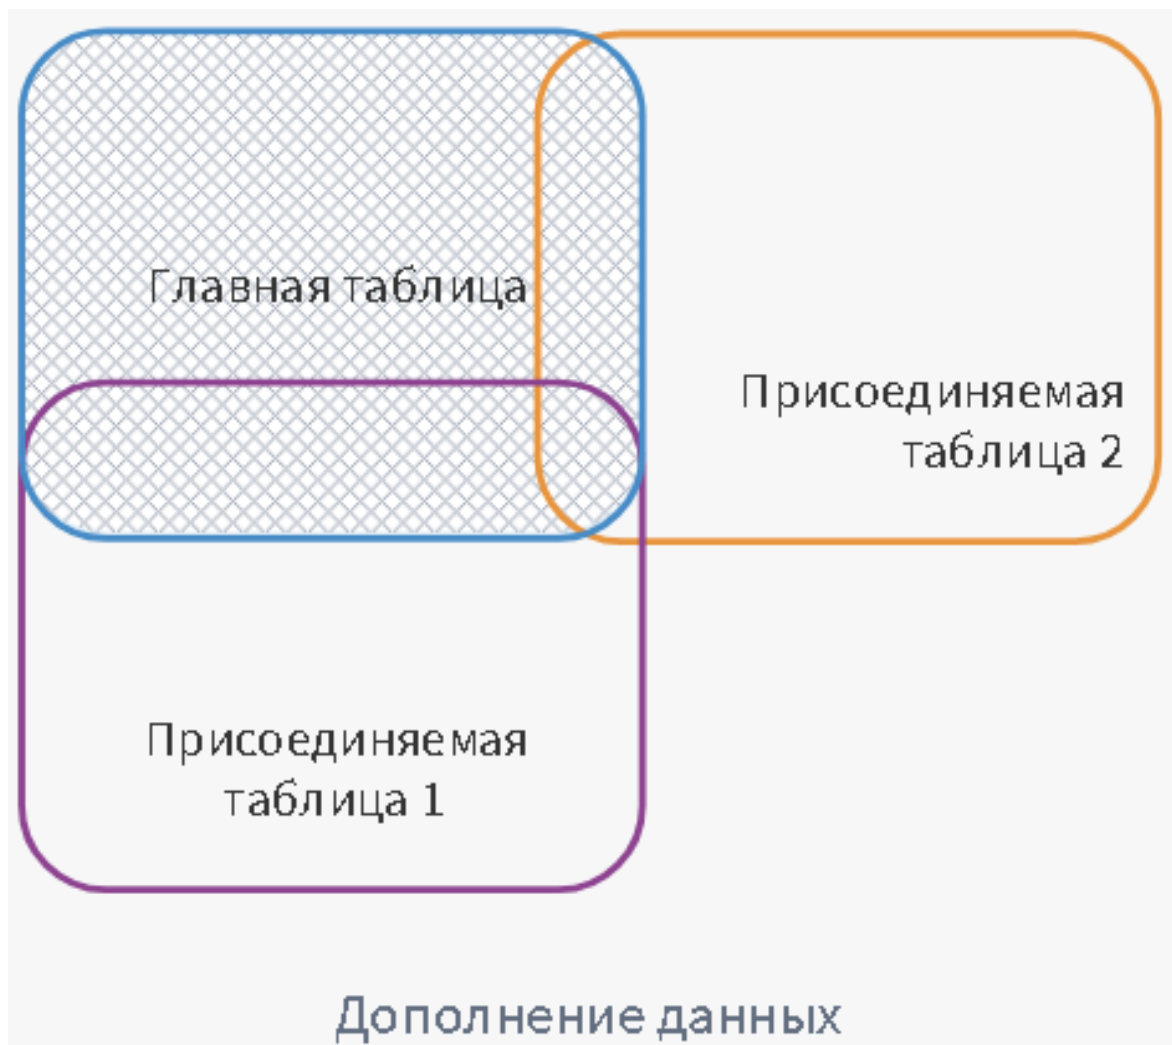 Главная таблица
Присоединяемая
таблица 2
Присоединяемая
таблица 1
Дополнение данных